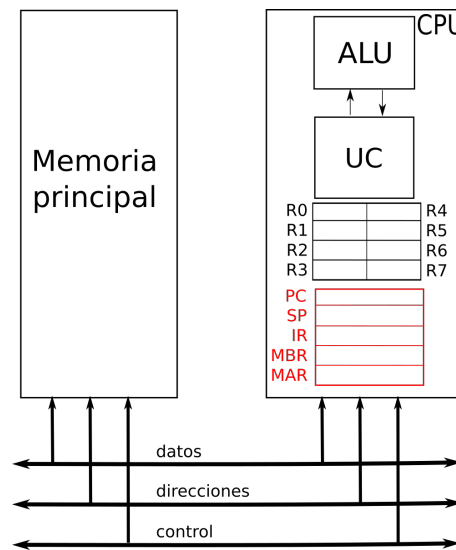 CPU
ALU
UC
Memoria
principal
R0 R4
R1 R5
R2 R6
R3 R7
PC
SP
IR
MBR
MAR
datos
direcciones
control